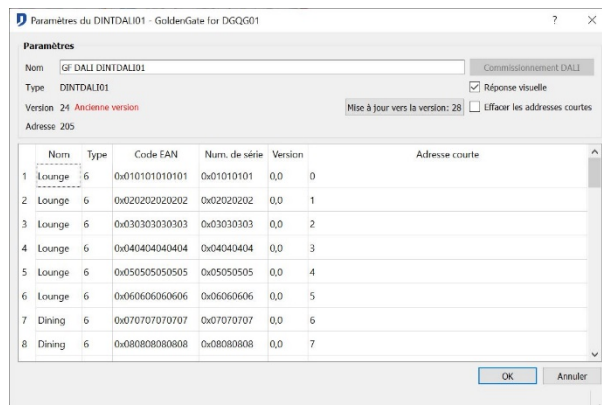 Paramètres du DINTDALI01 - GoldenGate for DGQG01 ? ×
Paramètres
Nom GF DALI DINTDALI01 Commissionnement DALI
Type DINTDALI01 Réponse visuelle
Version 24 Ancienne version Mise à jour vers la version: 28 Effacer les addresses courtes
Adresse 205
Nom Type Code EAN Num. de série Version Adresse courte
1 Lounge 6 0x010101010101 0x01010101 0,0 0
2 Lounge 6 0x020202020202 0x02020202 0,0 1
3 Lounge 6 0x030303030303 0x03030303 0,0 2
4 Lounge 6 0x040404040404 0x04040404 0,0 3
5 Lounge 6 0x050505050505 0x05050505 0,0 4
6 Lounge 6 0x060606060606 0x06060606 0,0 5
7 Dining 6 0x070707070707 0x07070707 0,0 6
8 Dining 6 0x080808080808 0x08080808 0,0 7
OK Annuler